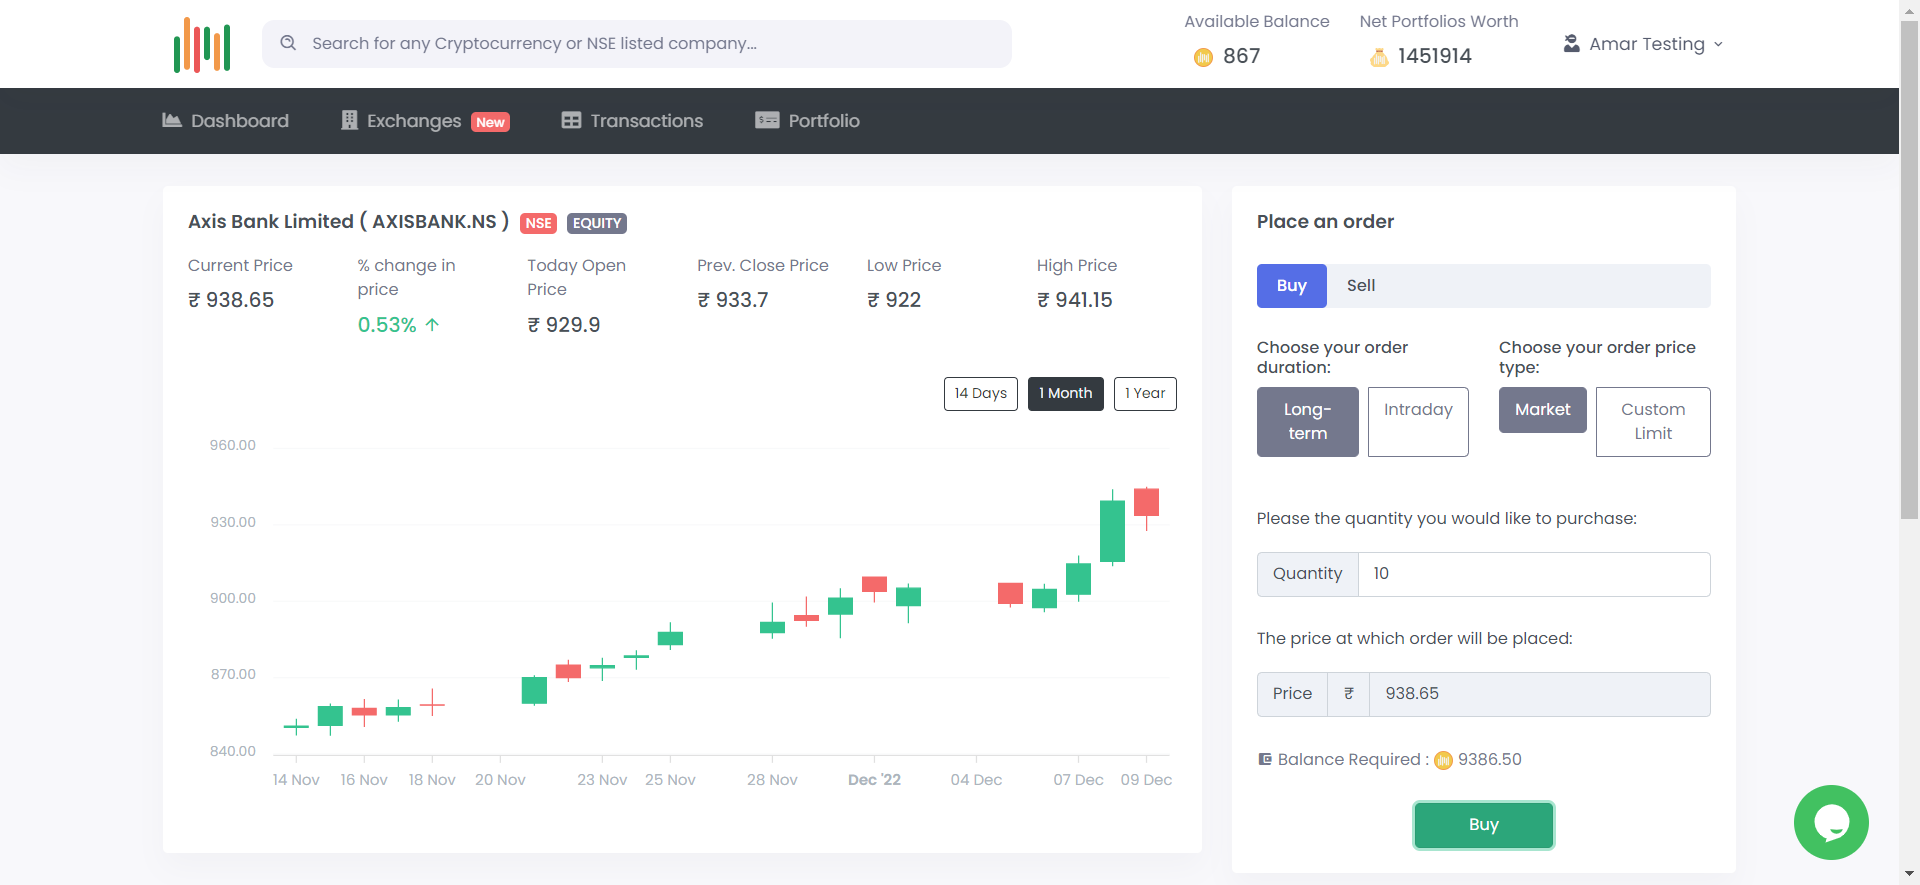 Search for any Cryptocurrency or NSE listed company...
Available Balance
867
Net Portfolios Worth
1451914
Amar Testing
Dashboard
Exchanges New
Transactions
Portfolio
Axis Bank Limited ( AXISBANK.NS ) NSE EQUITY
Current Price
₹ 938.65
% change in
price
0.53% ↑
Today Open
Price
₹ 929.9
Prev. Close Price
₹ 933.7
Low Price
₹ 922
High Price
₹ 941.15
14 Days
1 Month
1 Year
960.00
930.00
900.00
870.00
840.00
14 Nov
16 Nov
18 Nov
20 Nov
23 Nov
25 Nov
28 Nov
Dec '22
04 Dec
07 Dec
09 Dec
Place an order
Buy
Sell
Choose your order
duration:
Long-
term
Intraday
Choose your order price
type:
Market
Custom
Limit
Please the quantity you would like to purchase:
Quantity
10
The price at which order will be placed:
Price
₹
938.65
Balance Required : 9386.50
Buy